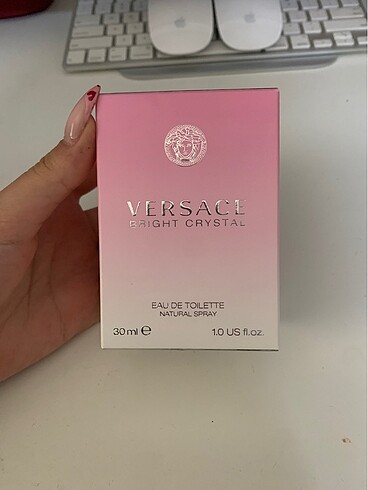 VERSACE
BRIGHT CRYSTAL
EAU DE TOILETTE
NATURAL SPRAY
30 ml ℮ 1.0 US fl.oz.